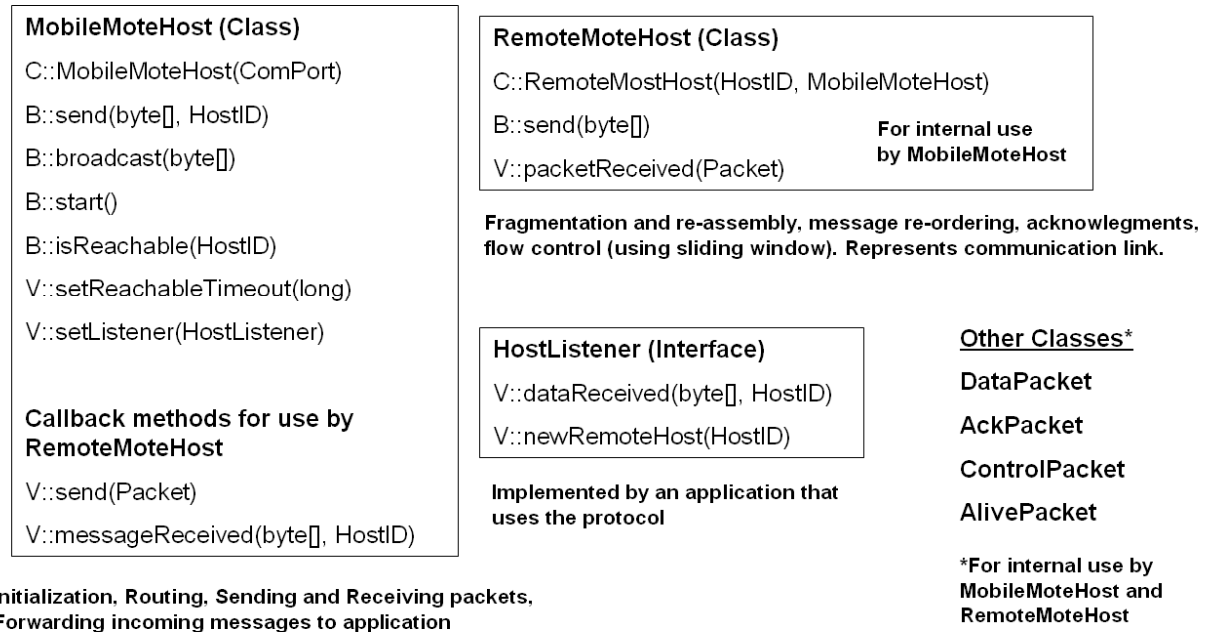 MobileMoteHost (Class)
C::MobileMoteHost(ComPort)
B::send(byte[], HostID)
B::broadcast(byte[])
B::start()
B::isReachable(HostID)
V::setReachableTimeout(long)
V::setListener(HostListener)
Callback methods for use by
RemoteMoteHost
V::send(Packet)
V::messageReceived(byte[], HostID)
nitialization, Routing, Sending and Receiving packets,
Forwarding incoming messages to application
RemoteMoteHost (Class)
C::RemoteMostHost(HostID, MobileMoteHost)
B::send(byte[])
V::packetReceived(Packet)
For internal use
by MobileMoteHost
Fragmentation and re-assembly, message re-ordering, acknowlegments,
flow control (using sliding window). Represents communication link.
HostListener (Interface)
V::dataReceived(byte[], HostID)
V::newRemoteHost(HostID)
Implemented by an application that
uses the protocol
Other Classes*
DataPacket
AckPacket
ControlPacket
AlivePacket
*For internal use by
MobileMoteHost and
RemoteMoteHost